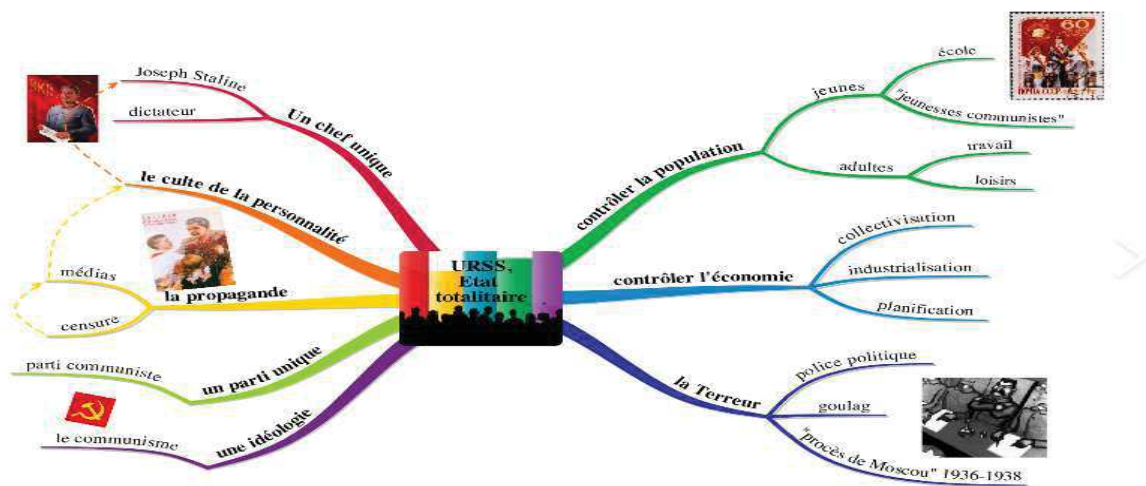 URSS,
Etat
totalitaire
Un chef unique
Joseph Staline
dictateur
le culte de la personnalité
la propagande
médias
censure
un parti unique
parti communiste
une idéologie
le communisme
contrôler la population
jeunes
école
"jeunesses communistes"
adultes
travail
loisirs
contrôler l'économie
collectivisation
industrialisation
planification
la Terreur
police politique
goulag
"procès de Moscou" 1936-1938
60